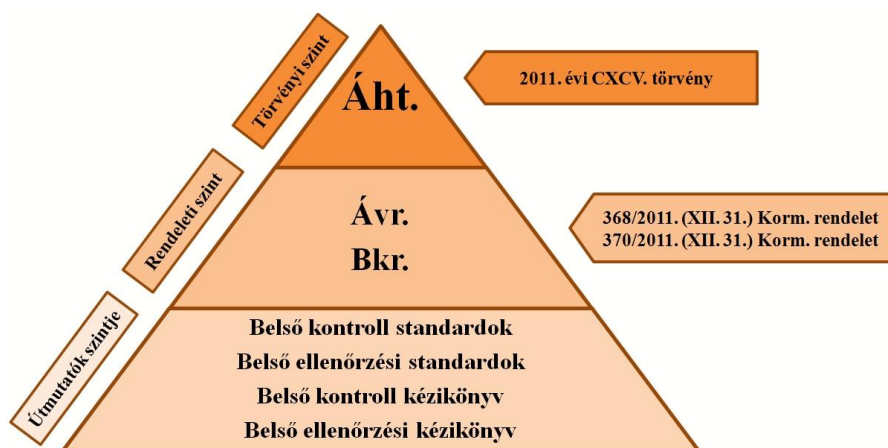 Törvényi szint
Áht.
2011. évi CXCV. törvény
Rendeleti szint
Ávr.
Bkr.
368/2011. (XII. 31.) Korm. rendelet
370/2011. (XII. 31.) Korm. rendelet
Útmutatók szintje
Belső kontroll standardok
Belső ellenőrzési standardok
Belső kontroll kézikönyv
Belső ellenőrzési kézikönyv